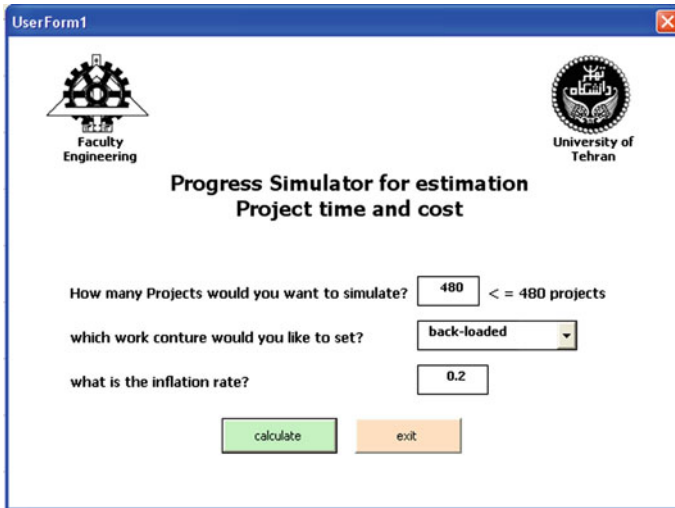 UserForm1
Faculty
Engineering
دانشگاه
تهران
University of
Tehran
Progress Simulator for estimation
Project time and cost
How many Projects would you want to simulate? 480 < = 480 projects
which work conture would you like to set? back-loaded
what is the inflation rate? 0.2
calculate exit